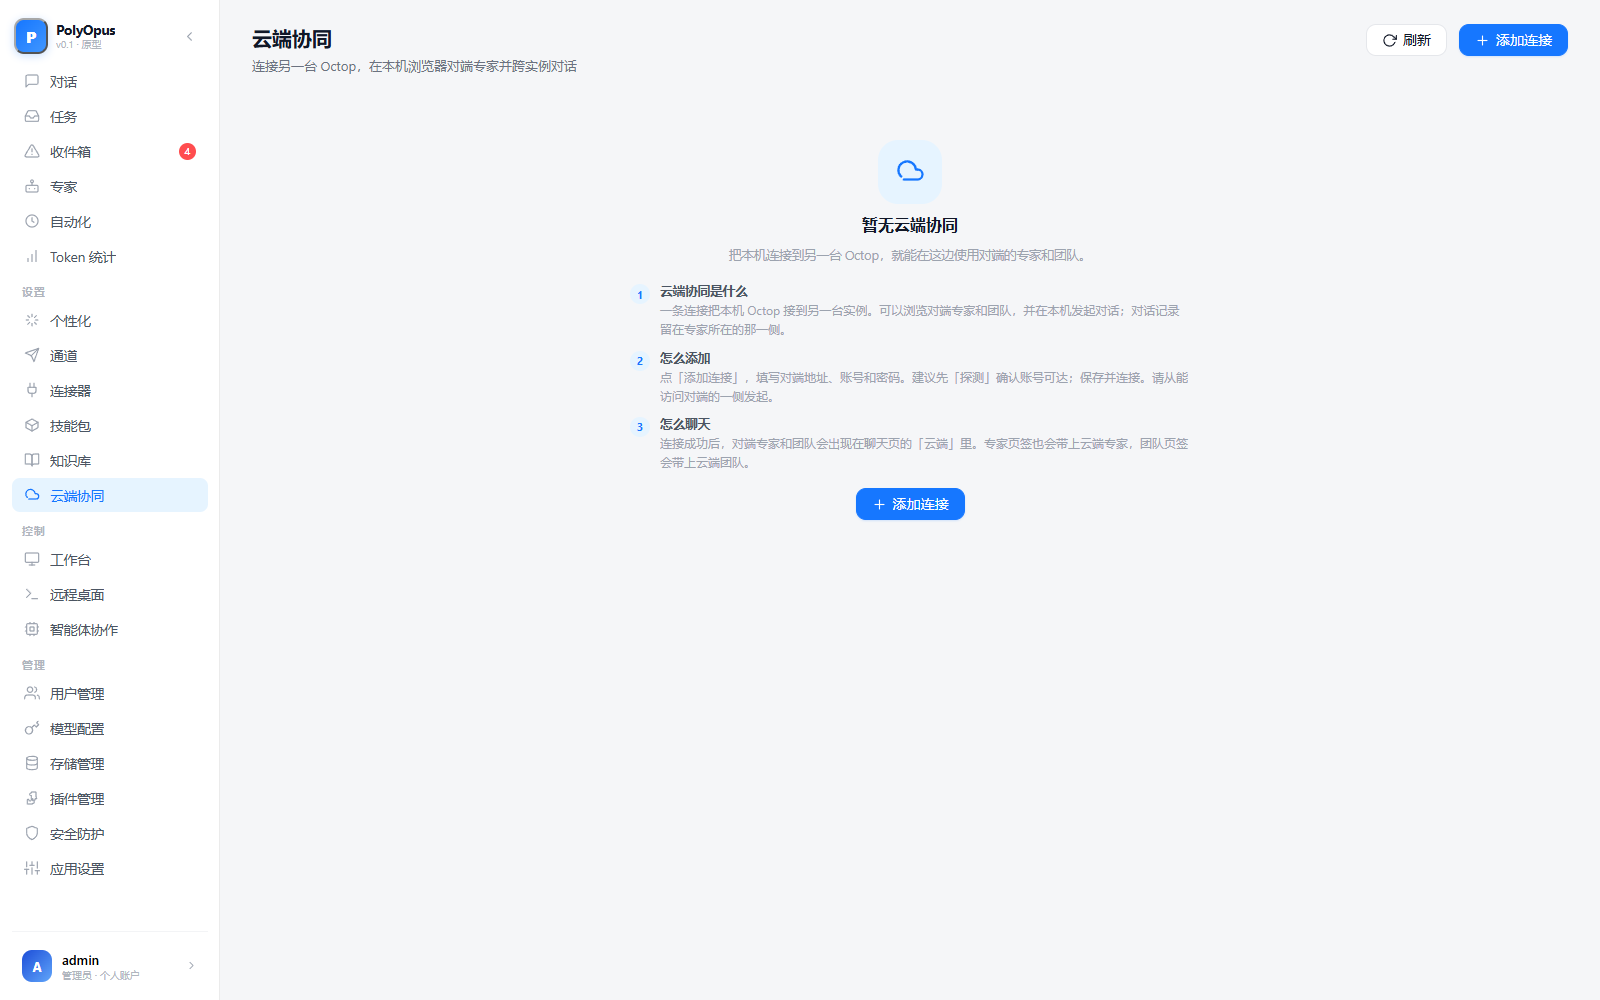 P
PolyOpus
v0.1 · 原型
对话
任务
收件箱
4
专家
自动化
Token 统计
设置
个性化
通道
连接器
技能包
知识库
云端协同
控制
工作台
远程桌面
智能体协作
管理
用户管理
模型配置
存储管理
插件管理
安全防护
应用设置
A
admin
管理员 · 个人账户
云端协同
连接另一台 Octop，在本机浏览器对端专家并跨实例对话
刷新
添加连接
暂无云端协同
把本机连接到另一台 Octop，就能在这边使用对端的专家和团队。
1
云端协同是什么
一条连接把本机 Octop 接到另一台实例。可以浏览对端专家和团队，并在本机发起对话；对话记录
留在专家所在的那一侧。
2
怎么添加
点「添加连接」，填写对端地址、账号和密码。建议先「探测」确认账号可达；保存并连接。请从能
访问对端的一侧发起。
3
怎么聊天
连接成功后，对端专家和团队会出现在聊天页的「云端」里。专家页签也会带上云端专家，团队页签
会带上云端团队。
添加连接